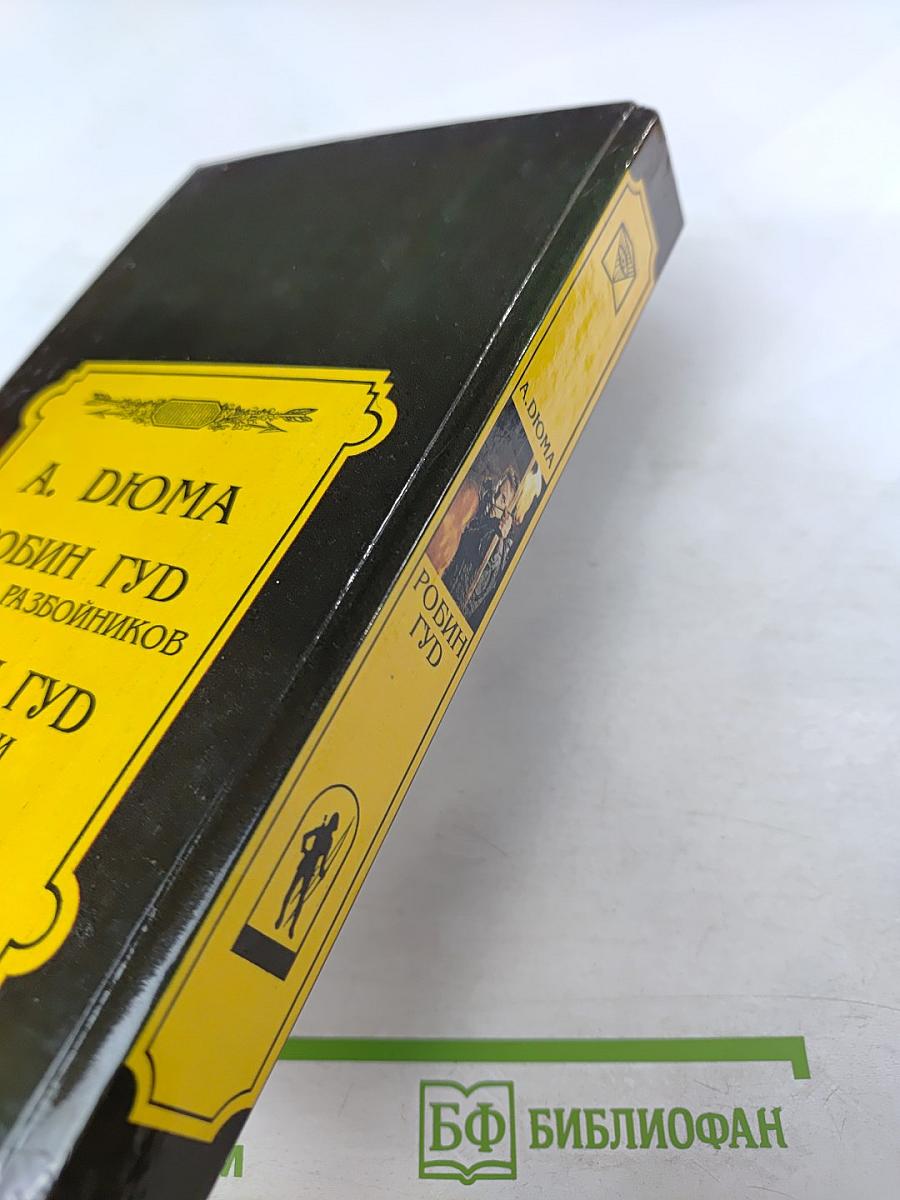 А. ДЮМА
РОБИН ГУД
РАЗБОЙНИКОВ
ГУД
А. ДЮМА
РОБИН
ГУД
БФ БИБЛИОФАН